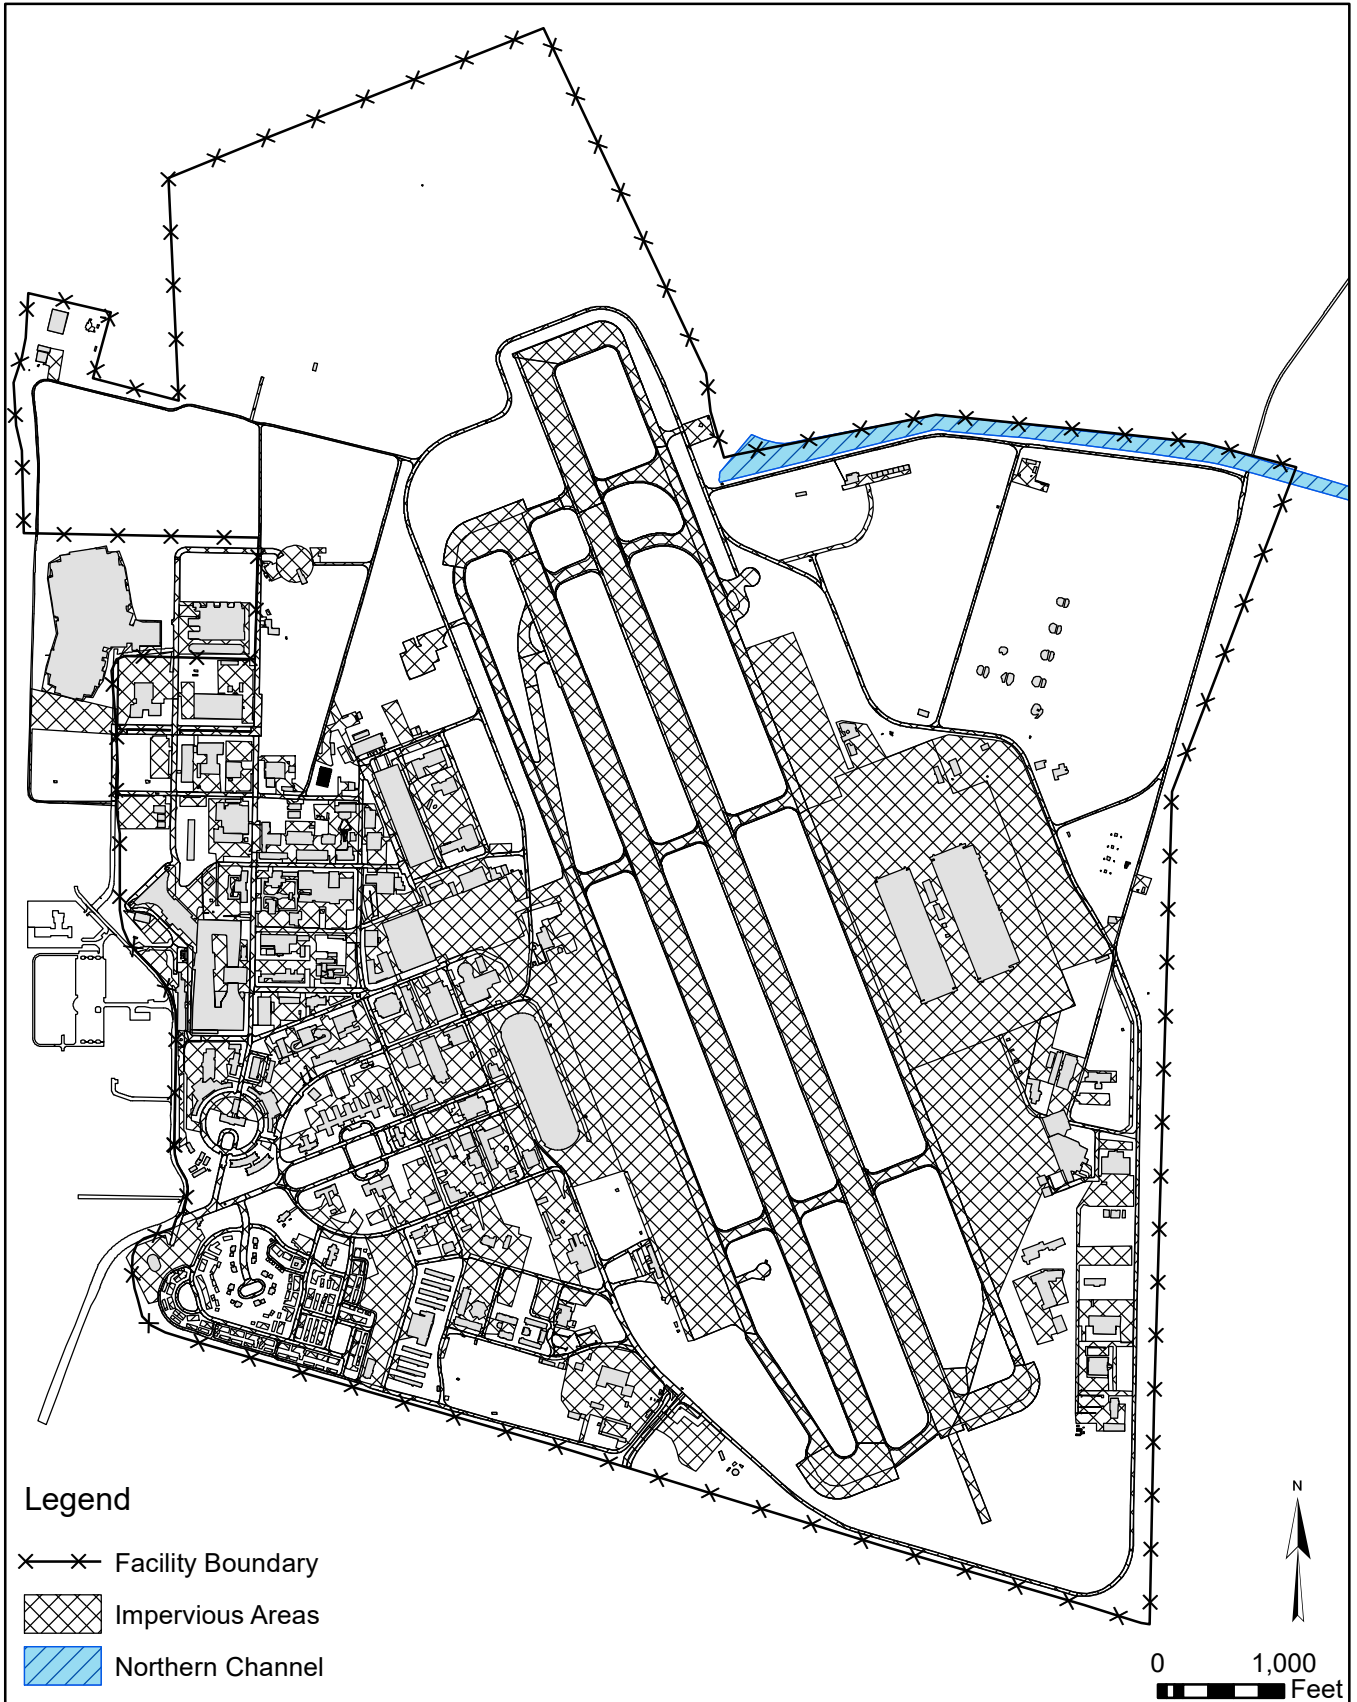 Legend
Facility Boundary
Impervious Areas
Northern Channel
N
0 1,000
Feet